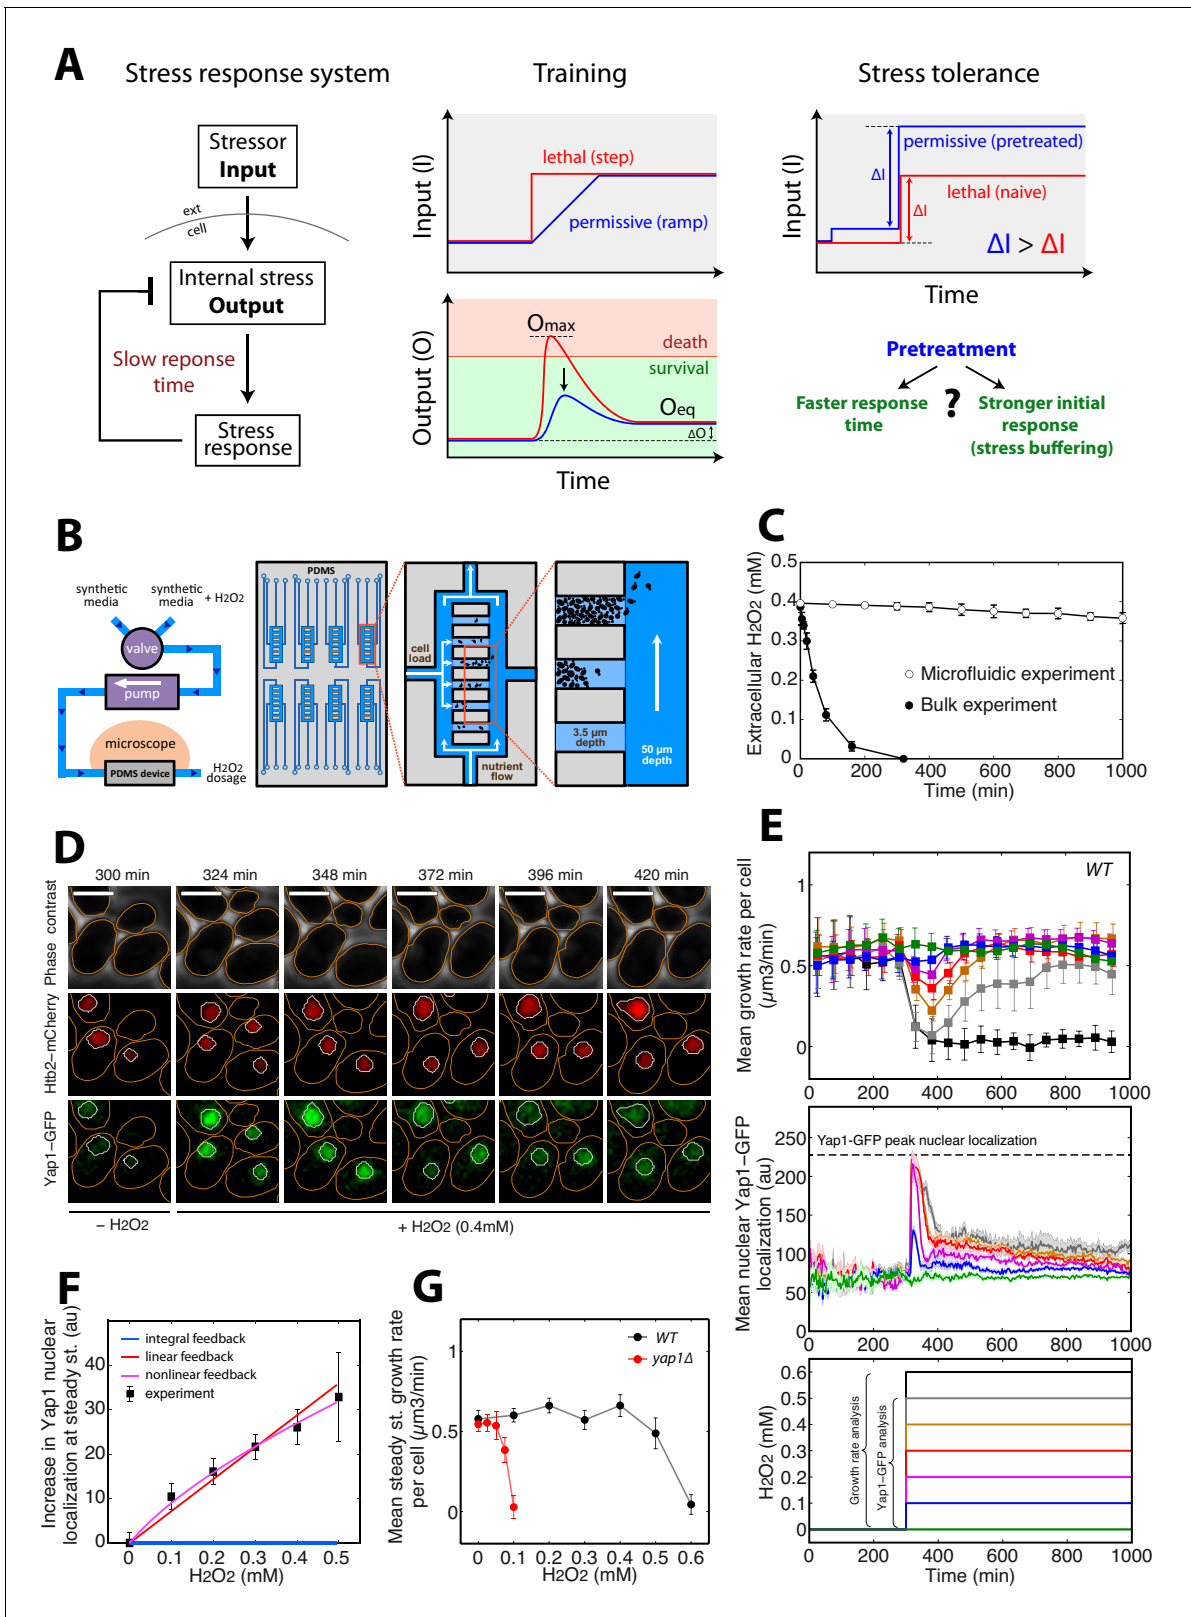 A
Stress response system
Training
Stress tolerance
Stressor
Input
ext
cell
Internal stress
Output
Slow reponse
time
Stress
response
Input (I)
lethal (step)
permissive (ramp)
Output (O)
Omax
death
survival
Oeq
ΔO
Time
Input (I)
permissive (pretreated)
ΔI
lethal (naive)
ΔI
ΔI > ΔI
Time
Pretreatment
Faster response
time
?
Stronger initial
response
(stress buffering)
B
synthetic
media
synthetic
media + H2O2
valve
pump
microscope
PDMS device
H2O2
dosage
PDMS
cell
load
nutrient
flow
3.5 µm
depth
50 µm
depth
C
Extracellular H2O2 (mM)
0.5
0.4
0.3
0.2
0.1
0
Microfluidic experiment
Bulk experiment
0 200 400 600 800 1000
Time (min)
D
300 min 324 min 348 min 372 min 396 min 420 min
Phase contrast
Htb2−mCherry
Yap1−GFP
− H2O2
+ H2O2 (0.4mM)
E
Mean growth rate per cell
(µm3/min)
WT
1
0.5
0
0 200 400 600 800 1000
Mean nuclear Yap1−GFP
localization (au)
Yap1-GFP peak nuclear localization
250
200
150
100
50
0
0 200 400 600 800 1000
H2O2 (mM)
0.6
0.5
0.4
0.3
0.2
0.1
0
Growth rate analysis
Yap1−GFP analysis
0 200 400 600 800 1000
Time (min)
F
Increase in Yap1 nuclear
localization at steady st. (au)
40
30
20
10
0
integral feedback
linear feedback
nonlinear feedback
experiment
0 0.1 0.2 0.3 0.4 0.5
H2O2 (mM)
G
Mean steady st. growth rate
per cell (µm3/min)
1
0.5
0
WT
yap1Δ
0 0.1 0.2 0.3 0.4 0.5 0.6
H2O2 (mM)